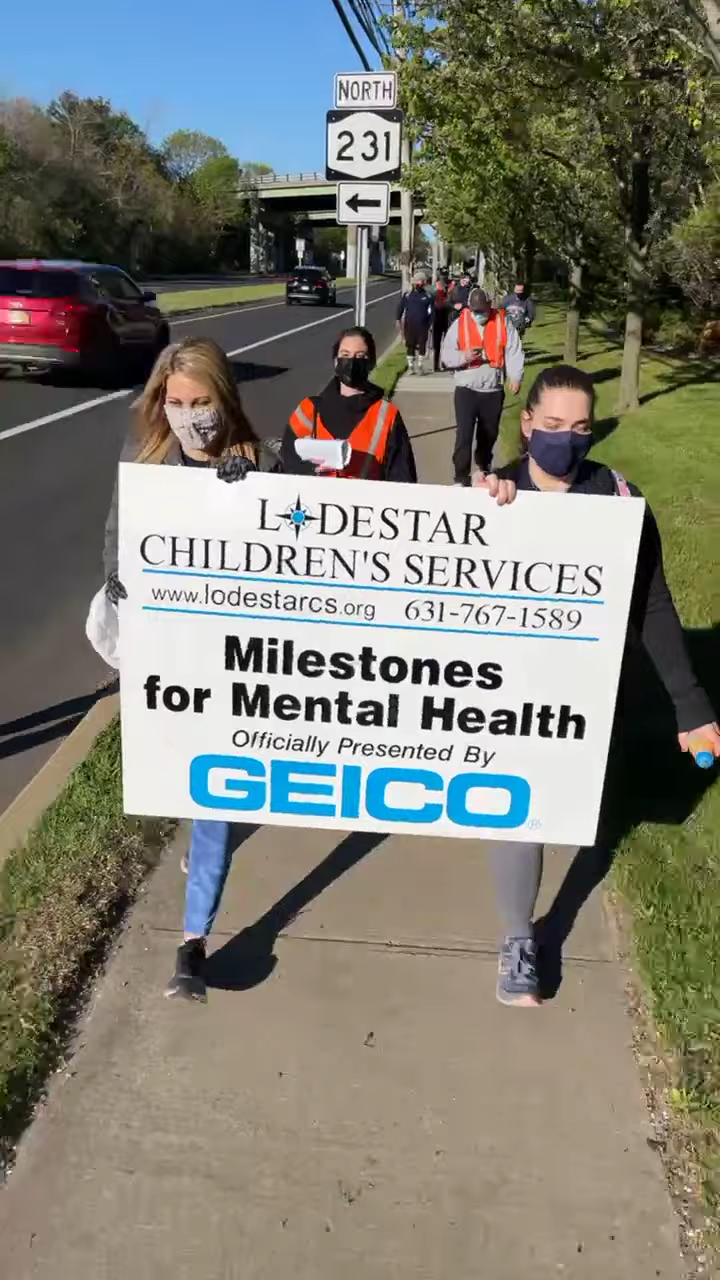 NORTH
231
LODESTAR
CHILDREN'S SERVICES
www.lodestarcs.org 631-767-1589
Milestones
for Mental Health
Officially Presented By
GEICO®